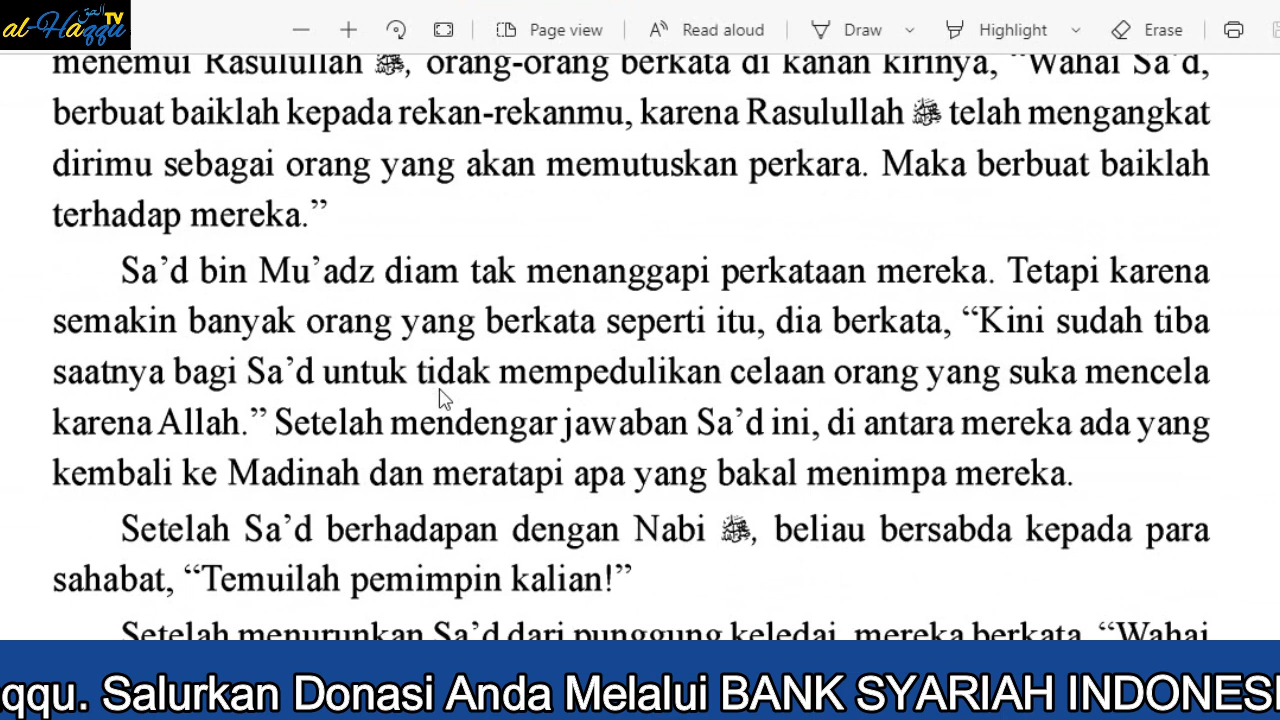 الحق
al-Haqqu TV
Page view
Read aloud
Draw
Highlight
Erase
menemui Rasulullah ﷺ, orang-orang berkata di kanan kirinya, “Wahai Sa’d,
berbuat baiklah kepada rekan-rekanmu, karena Rasulullah ﷺ telah mengangkat
dirimu sebagai orang yang akan memutuskan perkara. Maka berbuat baiklah
terhadap mereka.”
Sa’d bin Mu’adz diam tak menanggapi perkataan mereka. Tetapi karena
semakin banyak orang yang berkata seperti itu, dia berkata, “Kini sudah tiba
saatnya bagi Sa’d untuk tidak mempedulikan celaan orang yang suka mencela
karena Allah.” Setelah mendengar jawaban Sa’d ini, di antara mereka ada yang
kembali ke Madinah dan meratapi apa yang bakal menimpa mereka.
Setelah Sa’d berhadapan dengan Nabi ﷺ, beliau bersabda kepada para
sahabat, “Temuilah pemimpin kalian!”
Setelah menurunkan Sa’d dari punggung keledai, mereka berkata, “Wahai
qqu. Salurkan Donasi Anda Melalui BANK SYARIAH INDONES